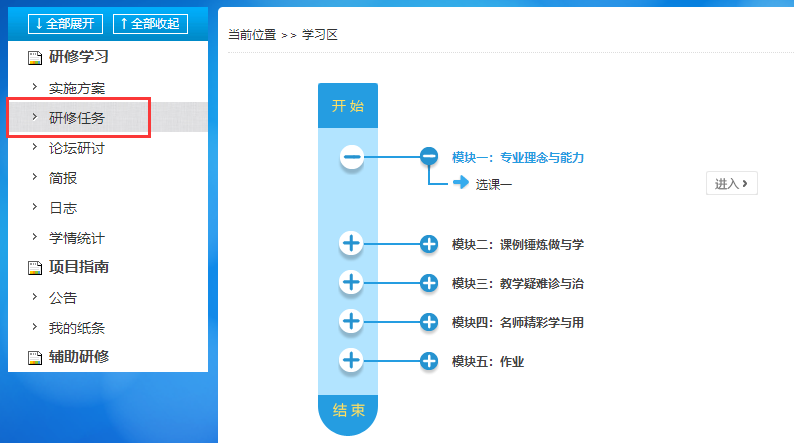 ↓全部展开 ↑全部收起
研修学习
实施方案
研修任务
论坛研讨
简报
日志
学情统计
项目指南
公告
我的纸条
辅助研修
当前位置 >> 学习区
开 始
模块一：专业理念与能力
选课一
进入 ›
模块二：课例锤炼做与学
模块三：教学疑难诊与治
模块四：名师精彩学与用
模块五：作业
结 束